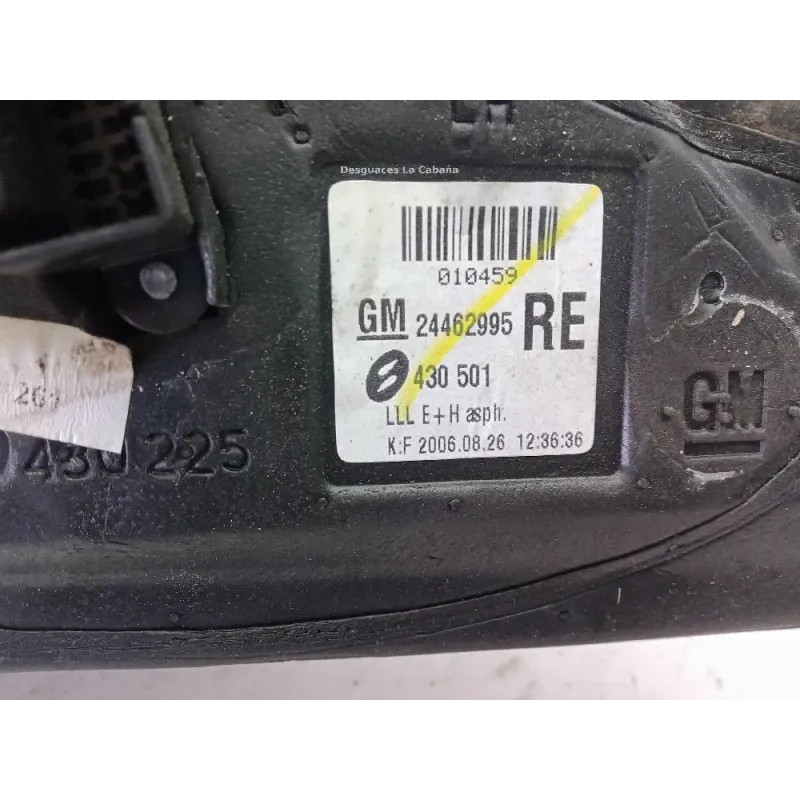 Desguaces La Cabaña
010459
GM 24462995 RE
430 501
LLL E+H asph.
K:F 2006.08.26 12:36:36
GM
430 225